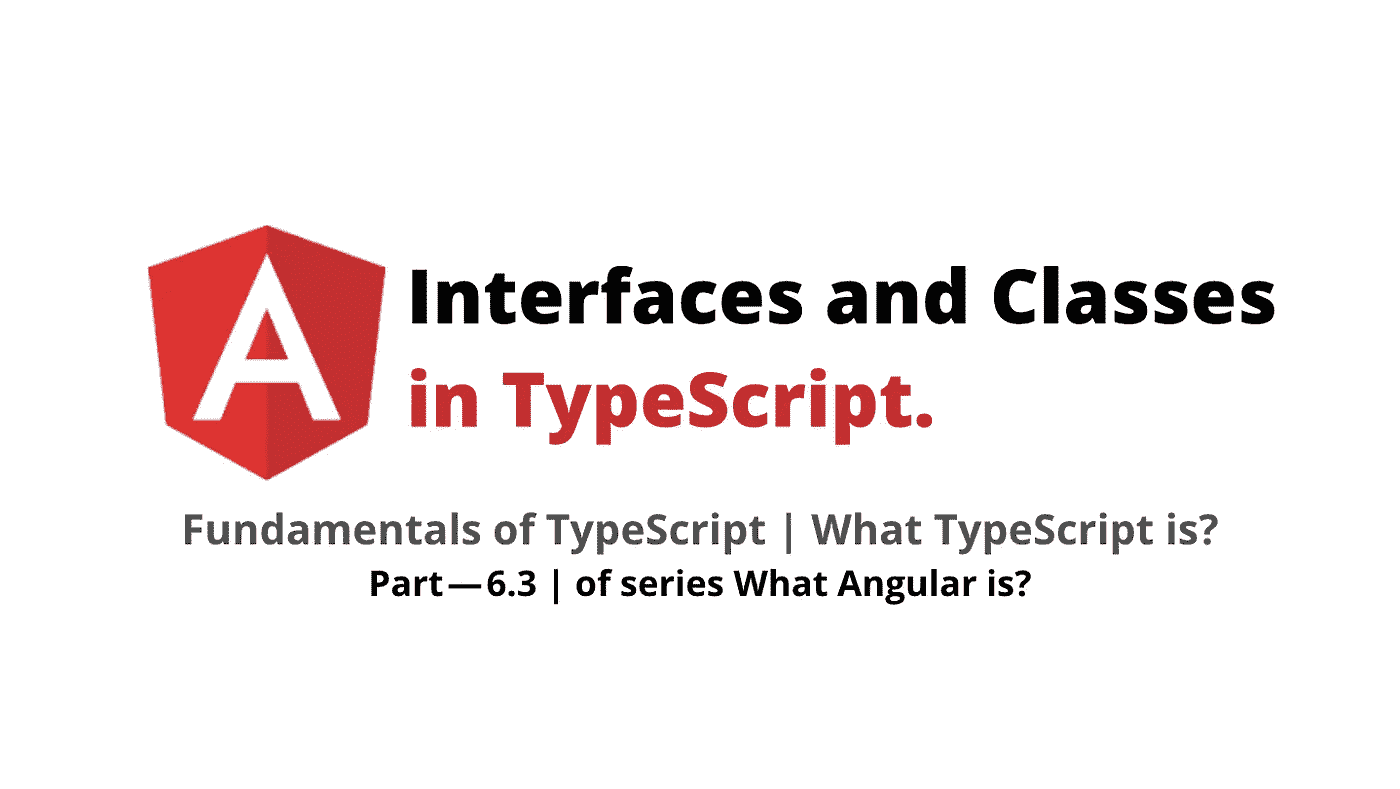 Interfaces and Classes
in TypeScript.
Fundamentals of TypeScript | What TypeScript is?
Part — 6.3 | of series What Angular is?